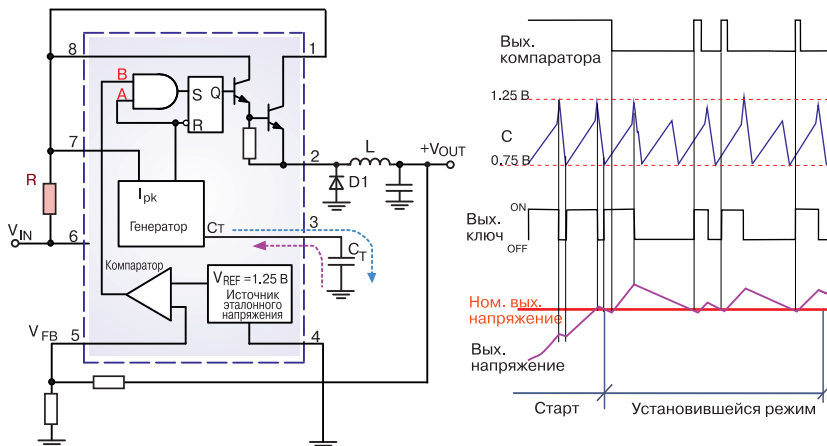 8
1
B
A
S
Q
R
7
2
L
+VOUT
D1
R
Ipk
Генератор
CT
3
CT
VIN
6
Компаратор
VREF = 1.25 В
Источник
эталонного
напряжения
VFB
5
4
Вых.
компаратора
1.25 В
С
0.75 В
Вых.
ключ
ON
OFF
Ном. вых.
напряжение
Вых.
напряжение
Старт
Установившейся режим